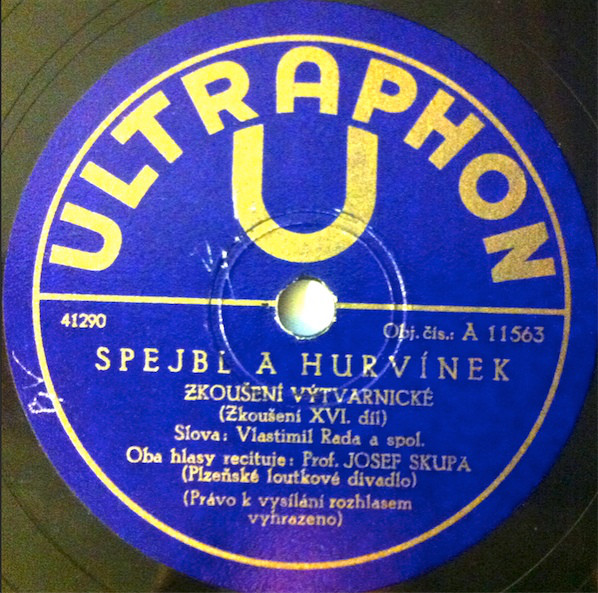 ULTRAPHON
U
41290
Obj. čís.: A 11563
SPEJBL A HURVÍNEK
ZKOUŠENÍ VÝTVARNICKÉ
(Zkoušení XVI. díl)
Slova: Vlastimil Rada a spol.
Oba hlasy recituje: Prof. JOSEF SKUPA
(Plzeňské loutkové divadlo)
(Právo k vysílání rozhlasem
vyhrazeno)